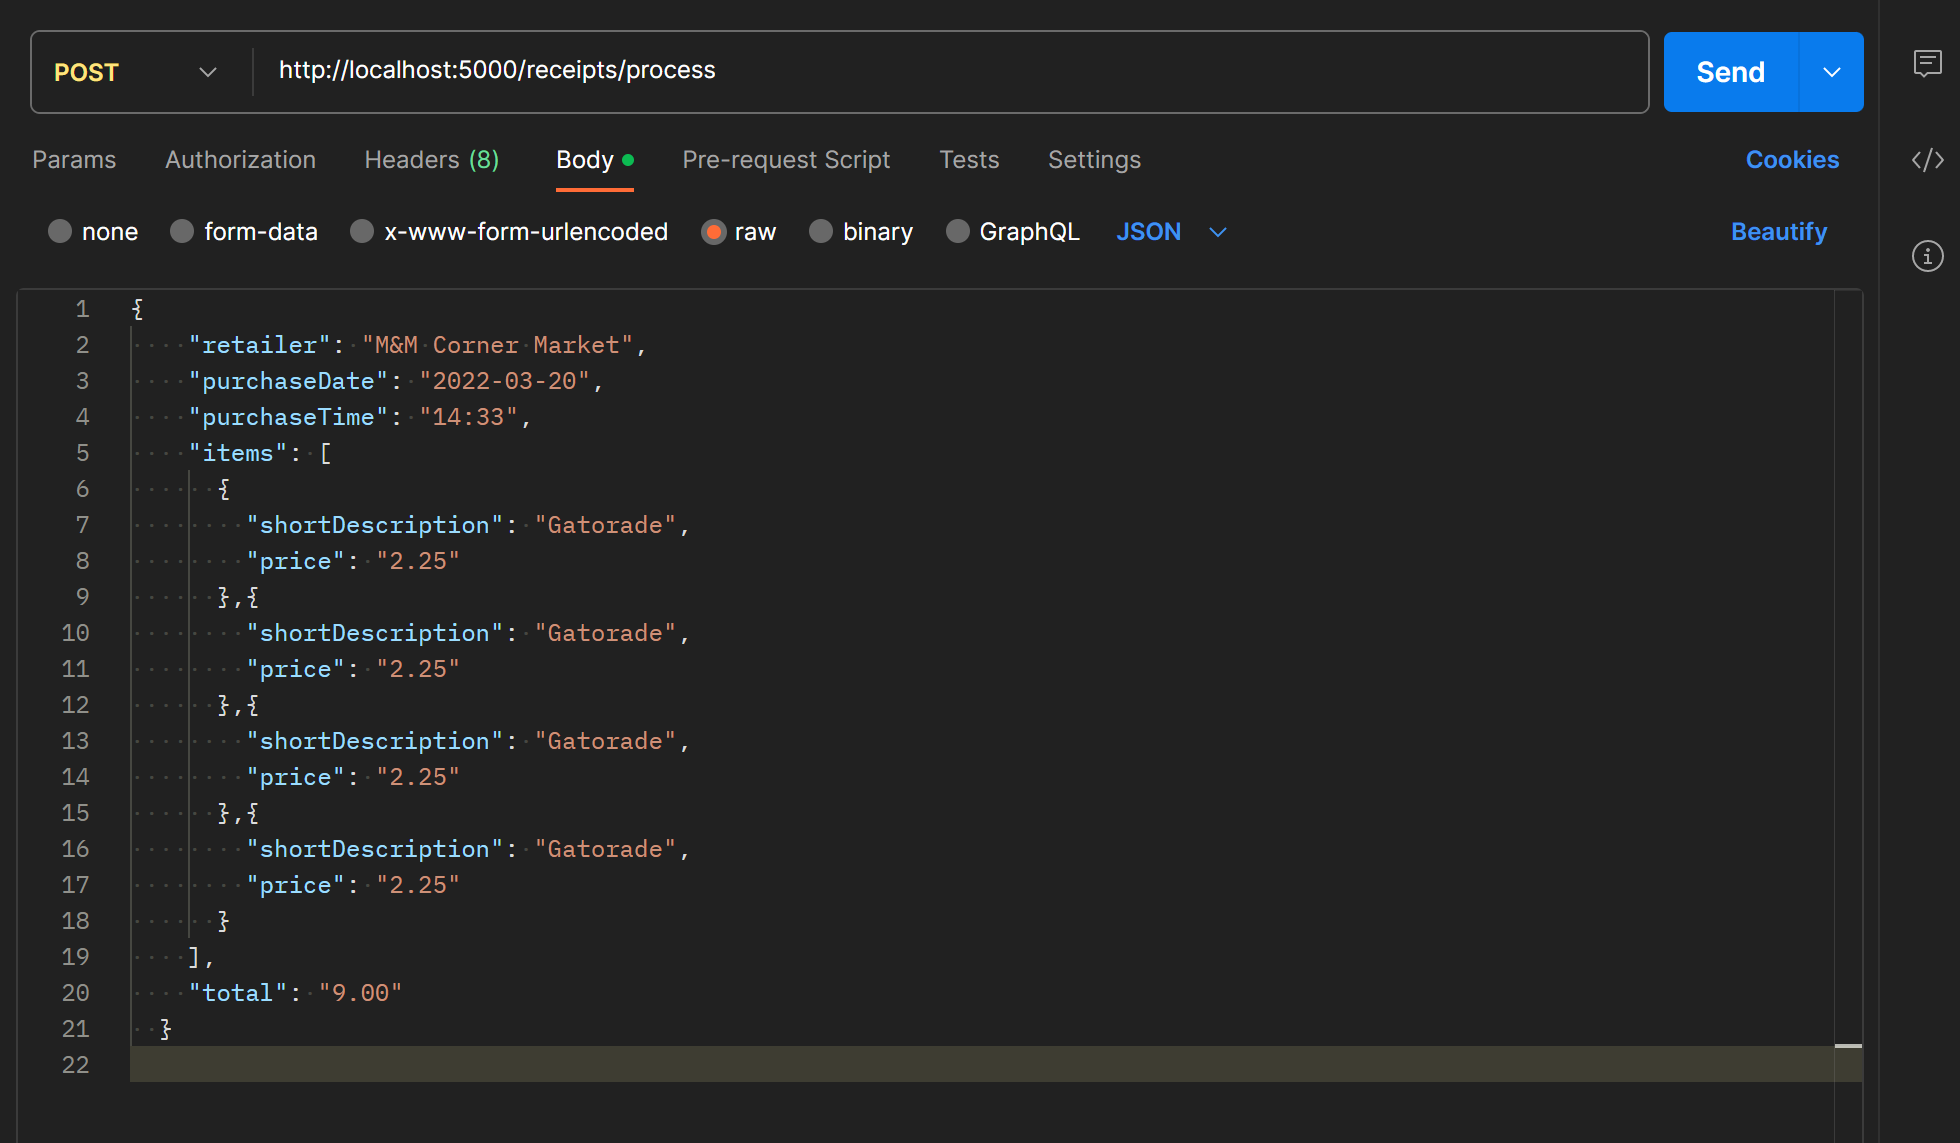 POST http://localhost:5000/receipts/process Send
Params Authorization Headers (8) Body Pre-request Script Tests Settings Cookies
none form-data x-www-form-urlencoded raw binary GraphQL JSON Beautify
1 {
2 "retailer": "M&M Corner Market",
3 "purchaseDate": "2022-03-20",
4 "purchaseTime": "14:33",
5 "items": [
6 {
7 "shortDescription": "Gatorade",
8 "price": "2.25"
9 },{
10 "shortDescription": "Gatorade",
11 "price": "2.25"
12 },{
13 "shortDescription": "Gatorade",
14 "price": "2.25"
15 },{
16 "shortDescription": "Gatorade",
17 "price": "2.25"
18 }
19 ],
20 "total": "9.00"
21 }
22